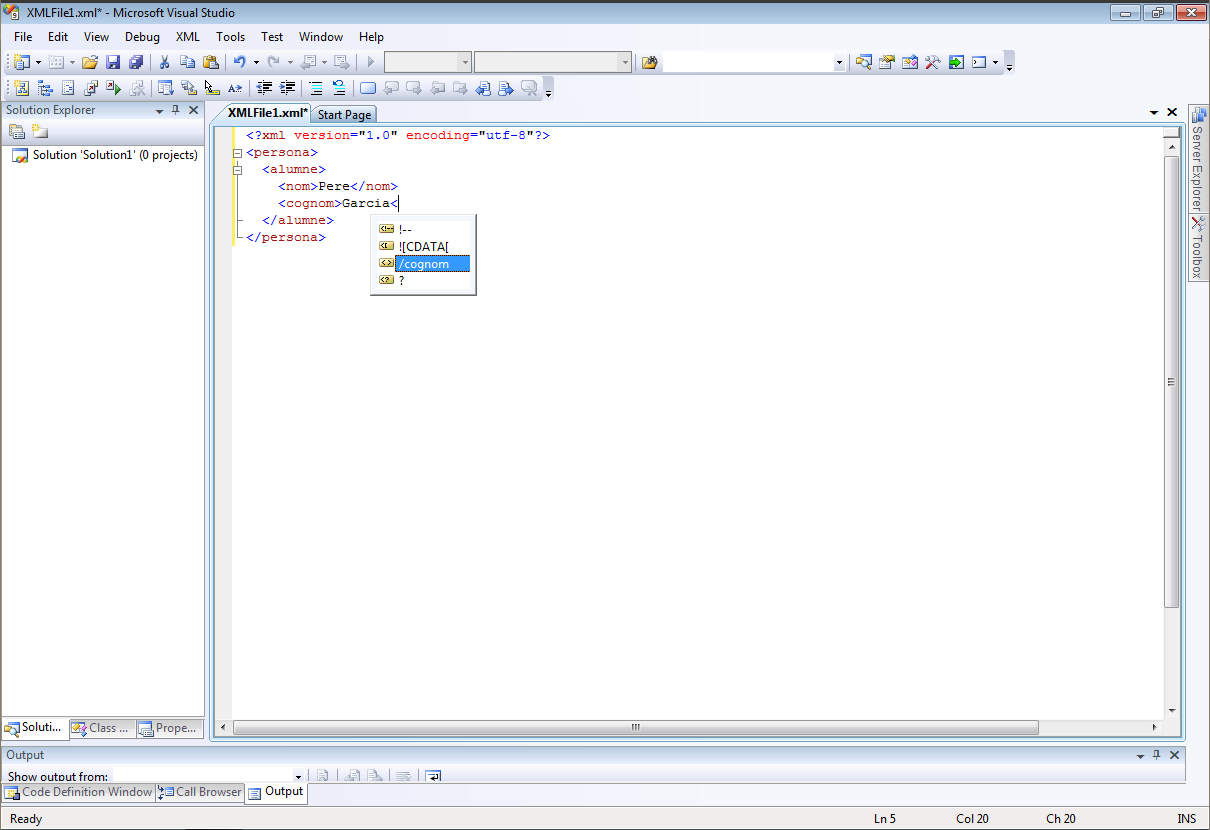 XMLFile1.xml* - Microsoft Visual Studio
File Edit View Debug XML Tools Test Window Help
Solution Explorer
Solution 'Solution1' (0 projects)
XMLFile1.xml* Start Page
<?xml version="1.0" encoding="utf-8"?>
<persona>
<alumne>
<nom>Pere</nom>
<cognom>Garcia<
</alumne>
</persona>
!--
![CDATA[
/cognom
?
Server Explorer
Toolbox
Soluti... Class ... Prope...
Output
Show output from:
Code Definition Window Call Browser Output
Ready Ln 5 Col 20 Ch 20 INS